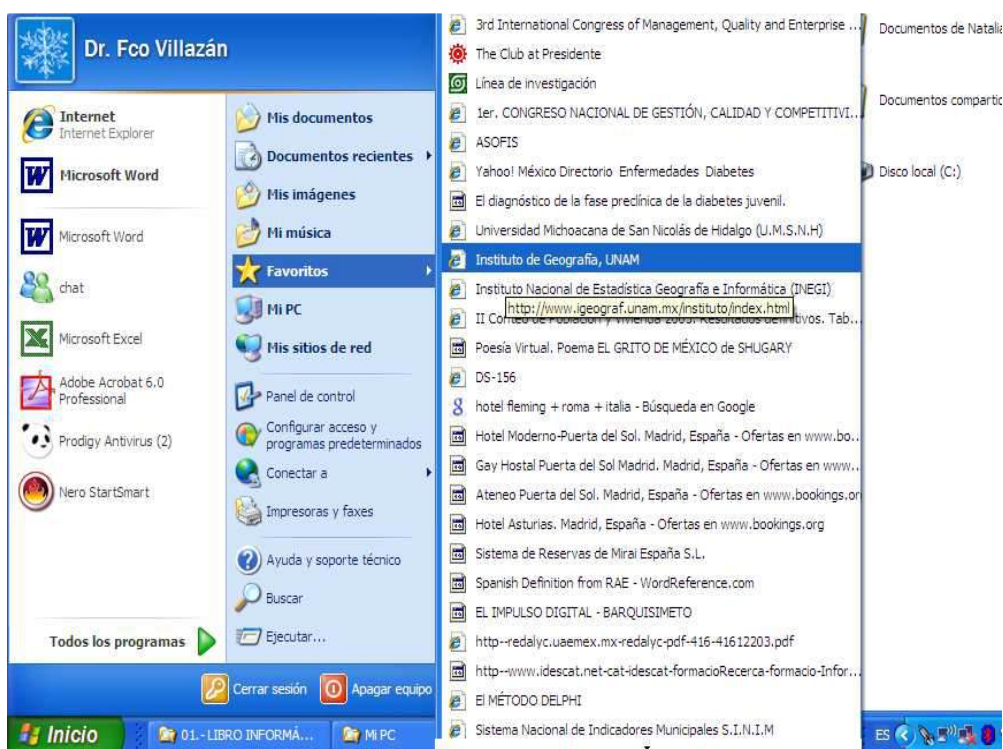 Dr. Fco Villazán
Internet
Internet Explorer
Microsoft Word
Microsoft Word
chat
Microsoft Excel
Adobe Acrobat 6.0
Professional
Prodigy Antivirus (2)
Nero StartSmart
Todos los programas
Mis documentos
Documentos recientes
Mis imágenes
Mi música
Favoritos
Mi PC
Mis sitios de red
Panel de control
Configurar acceso y
programas predeterminados
Conectar a
Impresoras y faxes
Ayuda y soporte técnico
Buscar
Ejecutar...
Cerrar sesión
Apagar equipo
3rd International Congress of Management, Quality and Enterprise ...
The Club at Presidente
Línea de investigación
1er. CONGRESO NACIONAL DE GESTIÓN, CALIDAD Y COMPETITIVI...
ASOFIS
Yahoo! México Directorio Enfermedades Diabetes
El diagnóstico de la fase preclínica de la diabetes juvenil.
Universidad Michoacana de San Nicolás de Hidalgo (U.M.S.N.H)
Instituto de Geografía, UNAM
Instituto Nacional de Estadística Geografía e Informática (INEGI)
http://www.igeograf.unam.mx/instituto/index.html
II Conteo de Población y Vivienda 2005. Resultados definitivos. Tab...
Poesía Virtual. Poema EL GRITO DE MÉXICO de SHUGARY
DS-156
hotel fleming + roma + italia - Búsqueda en Google
Hotel Moderno-Puerta del Sol. Madrid, España - Ofertas en www.bo...
Gay Hostal Puerta del Sol Madrid. Madrid, España - Ofertas en www...
Ateneo Puerta del Sol. Madrid, España - Ofertas en www.bookings.or
Hotel Asturias. Madrid, España - Ofertas en www.bookings.org
Sistema de Reservas de Mirai España S.L.
Spanish Definition from RAE - WordReference.com
EL IMPULSO DIGITAL - BARQUISIMETO
http--redalyc.uaemex.mx-redalyc-pdf-416-41612203.pdf
http--www.idescat.net-cat-idescat-formacioRecerca-formacio-Infor...
El MÉTODO DELPHI
Sistema Nacional de Indicadores Municipales S.I.N.I.M
Documentos de Natalia
Documentos compartic
Disco local (C:)
Inicio
01.- LIBRO INFORMÁ...
Mi PC
ES